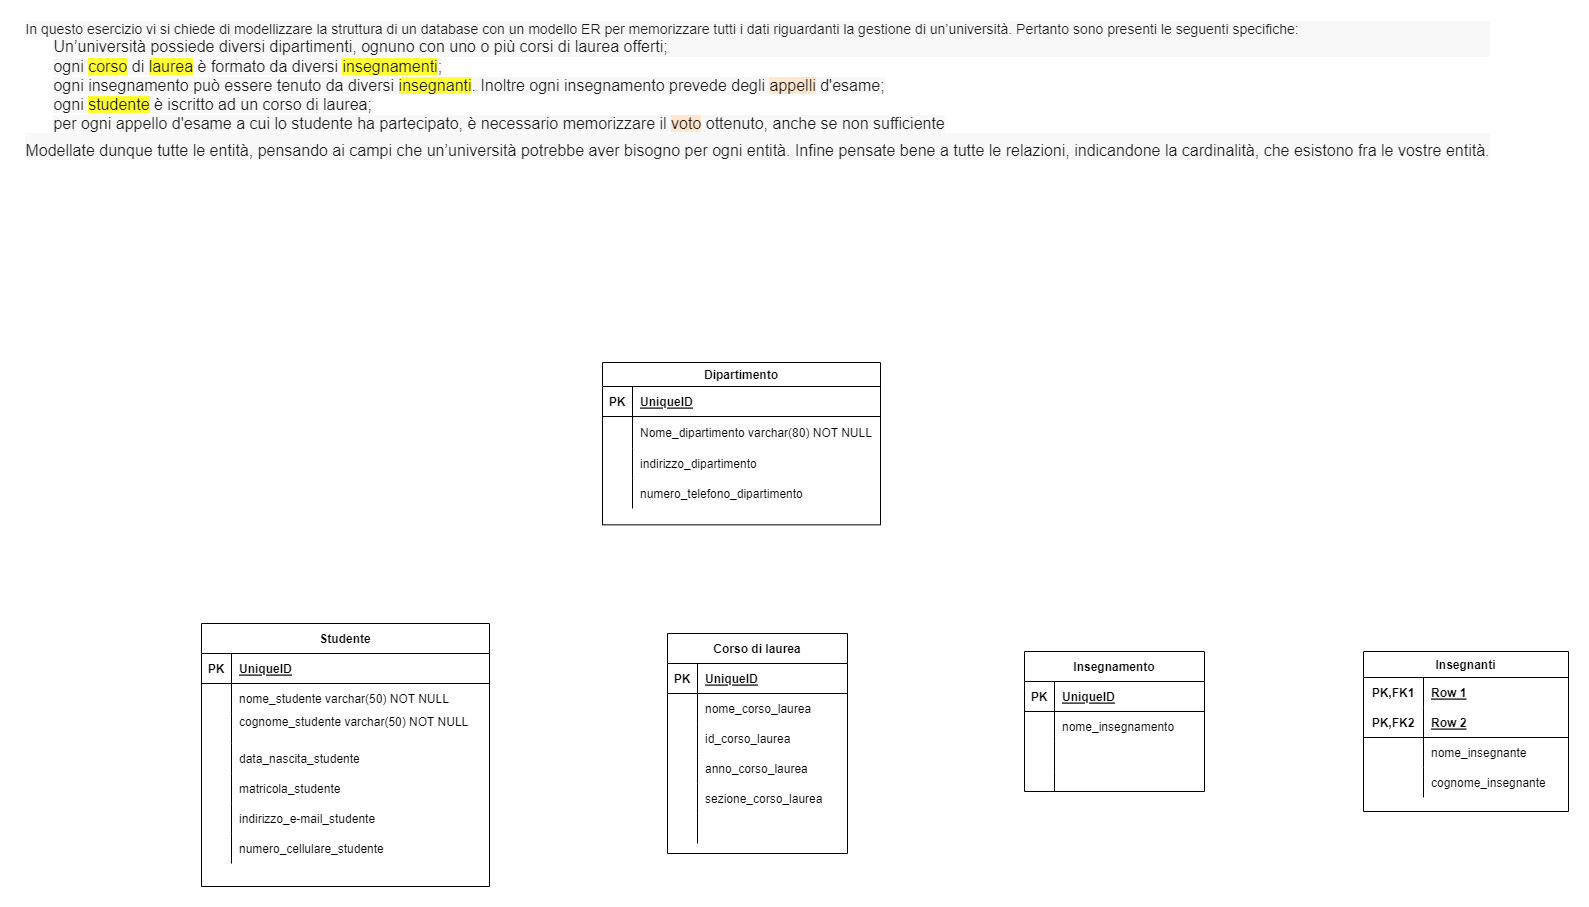 In questo esercizio vi si chiede di modellizzare la struttura di un database con un modello ER per memorizzare tutti i dati riguardanti la gestione di un’università. Pertanto sono presenti le seguenti specifiche:
Un’università possiede diversi dipartimenti, ognuno con uno o più corsi di laurea offerti;
ogni corso di laurea è formato da diversi insegnamenti;
ogni insegnamento può essere tenuto da diversi insegnanti. Inoltre ogni insegnamento prevede degli appelli d'esame;
ogni studente è iscritto ad un corso di laurea;
per ogni appello d'esame a cui lo studente ha partecipato, è necessario memorizzare il voto ottenuto, anche se non sufficiente
Modellate dunque tutte le entità, pensando ai campi che un’università potrebbe aver bisogno per ogni entità. Infine pensate bene a tutte le relazioni, indicandone la cardinalità, che esistono fra le vostre entità.
Dipartimento
PK UniqueID
Nome_dipartimento varchar(80) NOT NULL
indirizzo_dipartimento
numero_telefono_dipartimento
Studente
PK UniqueID
nome_studente varchar(50) NOT NULL
cognome_studente varchar(50) NOT NULL
data_nascita_studente
matricola_studente
indirizzo_e-mail_studente
numero_cellulare_studente
Corso di laurea
PK UniqueID
nome_corso_laurea
id_corso_laurea
anno_corso_laurea
sezione_corso_laurea
Insegnamento
PK UniqueID
nome_insegnamento
Insegnanti
PK,FK1 Row 1
PK,FK2 Row 2
nome_insegnante
cognome_insegnante